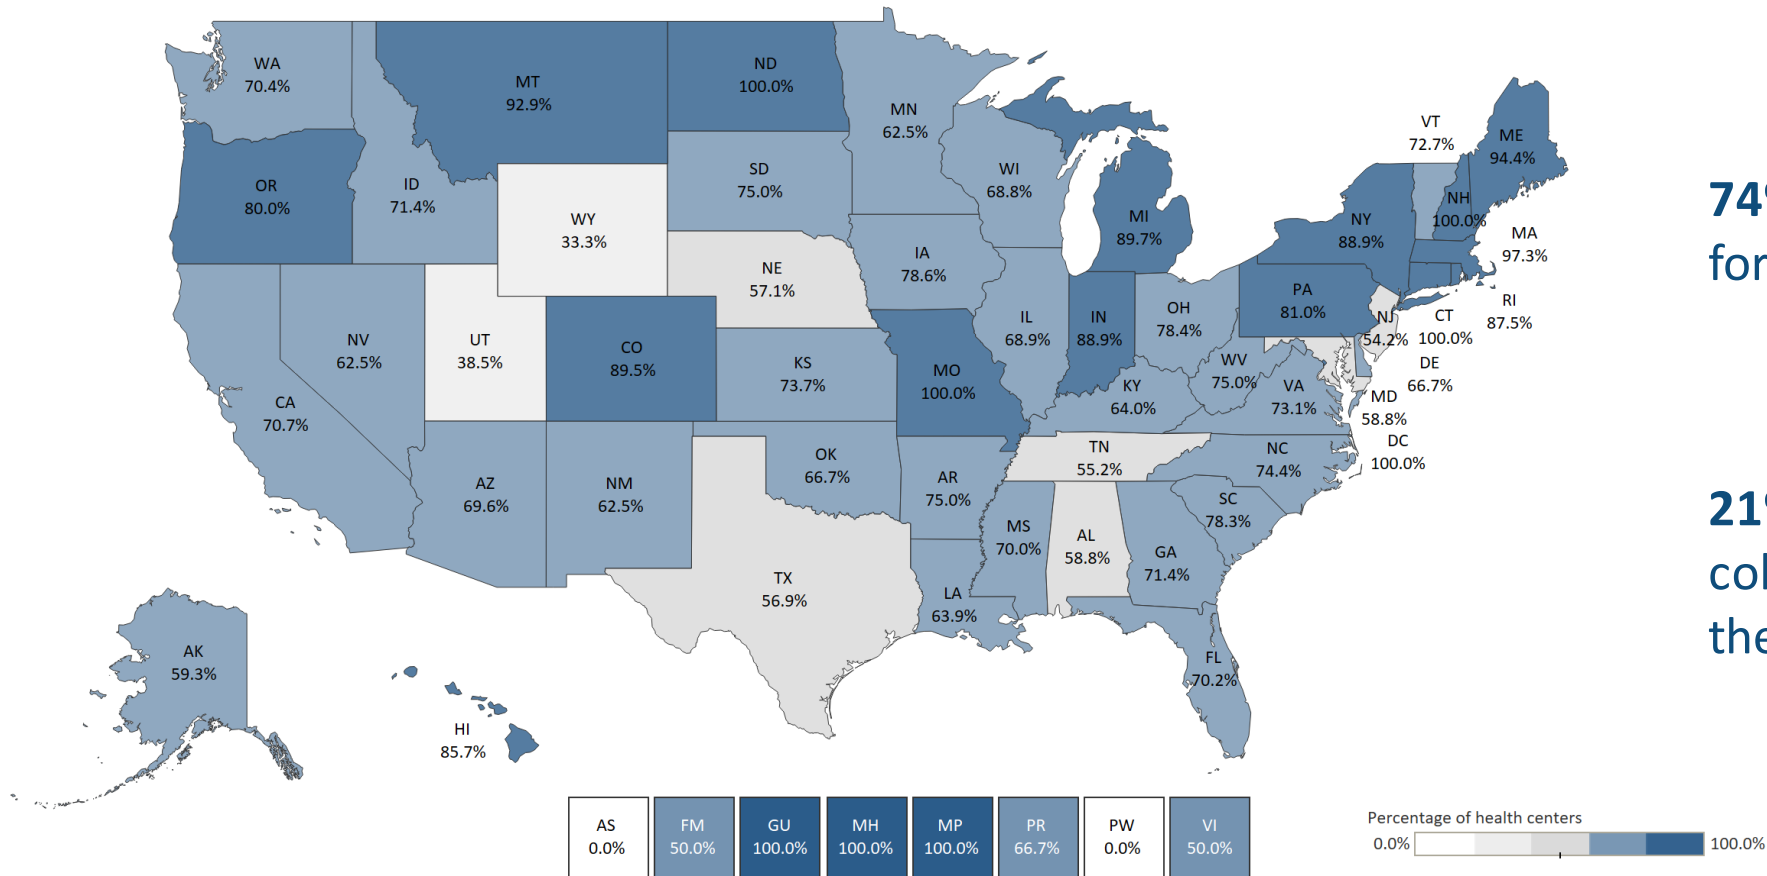 WA
70.4%
MT
92.9%
ND
100.0%
MN
62.5%
VT
72.7%
ME
94.4%
OR
80.0%
ID
71.4%
SD
75.0%
WI
68.8%
NH
100.0%
WY
33.3%
MI
89.7%
NY
88.9%
MA
97.3%
IA
78.6%
NE
57.1%
PA
81.0%
RI
87.5%
IL
68.9%
IN
88.9%
OH
78.4%
NJ
54.2%
CT
100.0%
NV
62.5%
UT
38.5%
CO
89.5%
KS
73.7%
MO
100.0%
WV
75.0%
DE
66.7%
CA
70.7%
KY
64.0%
VA
73.1%
MD
58.8%
DC
100.0%
AZ
69.6%
NM
62.5%
OK
66.7%
AR
75.0%
TN
55.2%
NC
74.4%
SC
78.3%
MS
70.0%
AL
58.8%
GA
71.4%
TX
56.9%
LA
63.9%
FL
70.2%
AK
59.3%
HI
85.7%
AS
0.0%
FM
50.0%
GU
100.0%
MH
100.0%
MP
100.0%
PR
66.7%
PW
0.0%
VI
50.0%
Percentage of health centers
0.0% 100.0%
74%
for
21%
the